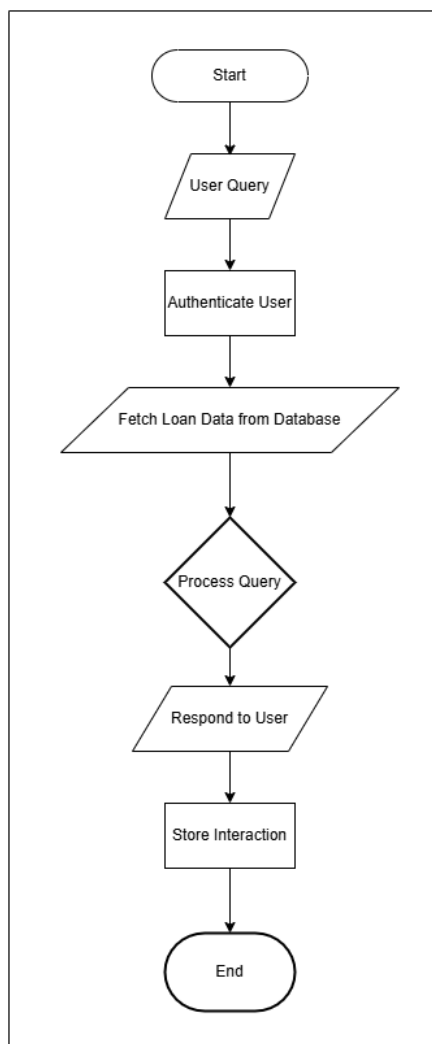 Start
User Query
Authenticate User
Fetch Loan Data from Database
Process Query
Respond to User
Store Interaction
End